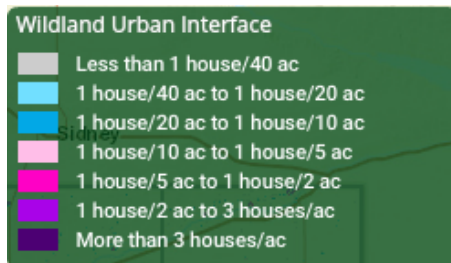 Wildland Urban Interface
Less than 1 house/40 ac
1 house/40 ac to 1 house/20 ac
1 house/20 ac to 1 house/10 ac
Sidney
1 house/10 ac to 1 house/5 ac
1 house/5 ac to 1 house/2 ac
1 house/2 ac to 3 houses/ac
More than 3 houses/ac